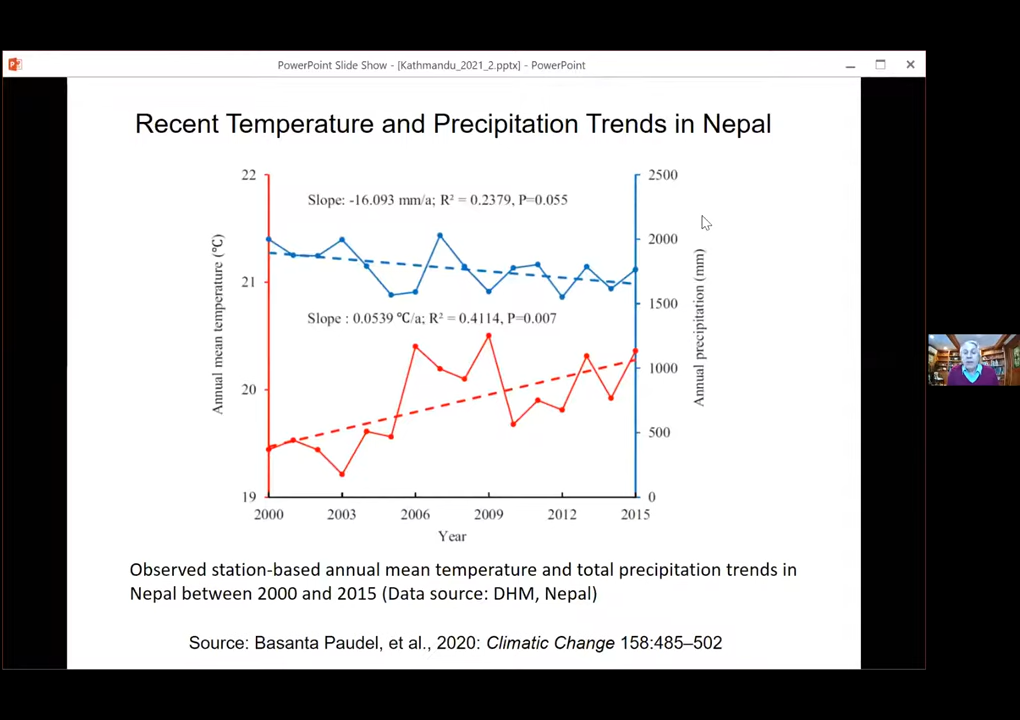 PowerPoint Slide Show - [Kathmandu_2021_2.pptx] - PowerPoint
Recent Temperature and Precipitation Trends in Nepal
22
21
20
19
Annual mean temperature (℃)
Slope: -16.093 mm/a; R² = 0.2379, P=0.055
Slope : 0.0539 ℃/a; R² = 0.4114, P=0.007
2500
2000
1500
1000
500
0
Annual precipitation (mm)
2000 2003 2006 2009 2012 2015
Year
Observed station-based annual mean temperature and total precipitation trends in
Nepal between 2000 and 2015 (Data source: DHM, Nepal)
Source: Basanta Paudel, et al., 2020: Climatic Change 158:485–502